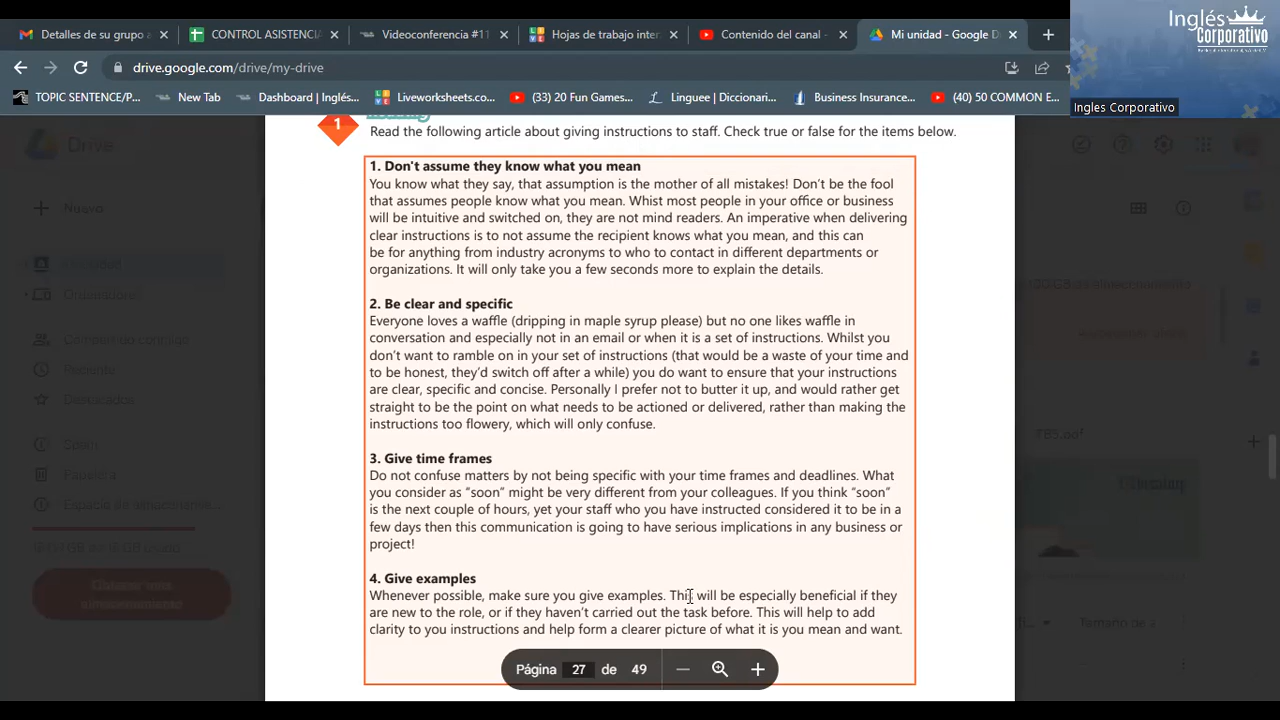 Detalles de su grupo a
CONTROL ASISTENCIA
Videoconferencia #11
Hojas de trabajo inter
Contenido del canal -
Mi unidad - Google D
Inglés
Corporativo
drive.google.com/drive/my-drive
TOPIC SENTENCE/P...
New Tab
Dashboard | Inglés...
Liveworksheets.co...
(33) 20 Fun Games...
Linguee | Diccionari...
Business Insurance...
(40) 50 COMMON E...
Ingles Corporativo
1
Read the following article about giving instructions to staff. Check true or false for the items below.
Drive
Nuevo
1. Don't assume they know what you mean
You know what they say, that assumption is the mother of all mistakes! Don't be the fool
that assumes people know what you mean. Whist most people in your office or business
will be intuitive and switched on, they are not mind readers. An imperative when delivering
clear instructions is to not assume the recipient knows what you mean, and this can
be for anything from industry acronyms to who to contact in different departments or
organizations. It will only take you a few seconds more to explain the details.
2. Be clear and specific
Everyone loves a waffle (dripping in maple syrup please) but no one likes waffle in
conversation and especially not in an email or when it is a set of instructions. Whilst you
don't want to ramble on in your set of instructions (that would be a waste of your time and
to be honest, they'd switch off after a while) you do want to ensure that your instructions
are clear, specific and concise. Personally I prefer not to butter it up, and would rather get
straight to be the point on what needs to be actioned or delivered, rather than making the
instructions too flowery, which will only confuse.
3. Give time frames
Do not confuse matters by not being specific with your time frames and deadlines. What
you consider as "soon" might be very different from your colleagues. If you think "soon"
is the next couple of hours, yet your staff who you have instructed considered it to be in a
few days then this communication is going to have serious implications in any business or
project!
4. Give examples
Whenever possible, make sure you give examples. This will be especially beneficial if they
are new to the role, or if they haven't carried out the task before. This will help to add
clarity to you instructions and help form a clearer picture of what it is you mean and want.
Página 27 de 49
Compartido conmigo
Reciente
Destacados
Spam
Papelera
Tamaño de